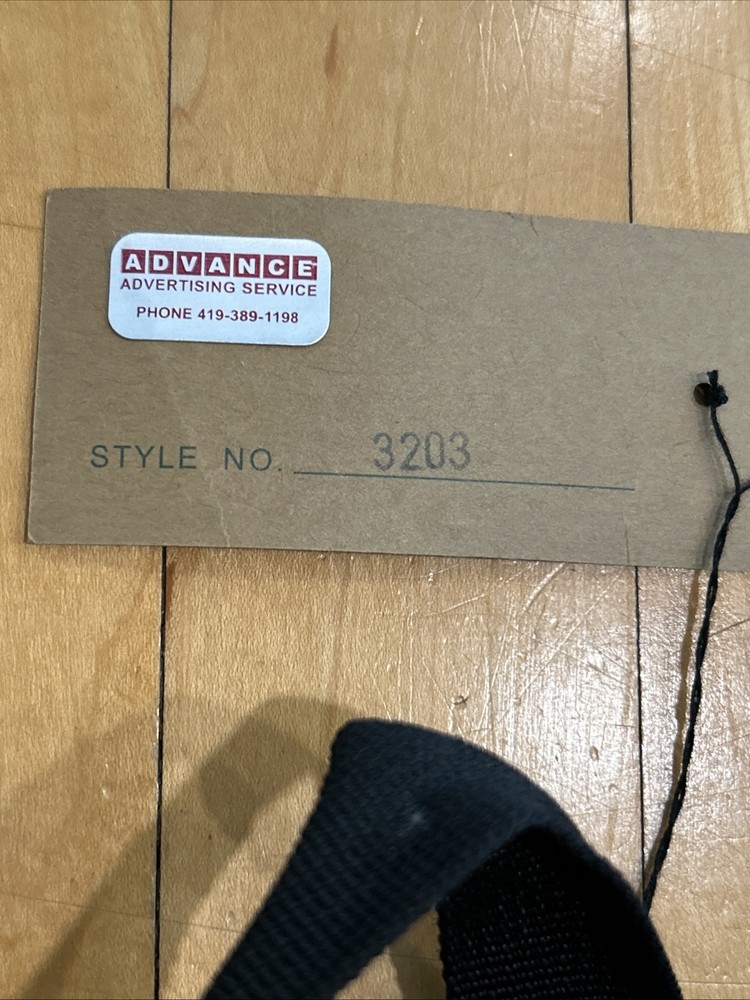 ADVANCE
ADVERTISING SERVICE
PHONE 419-389-1198
STYLE NO. 3203